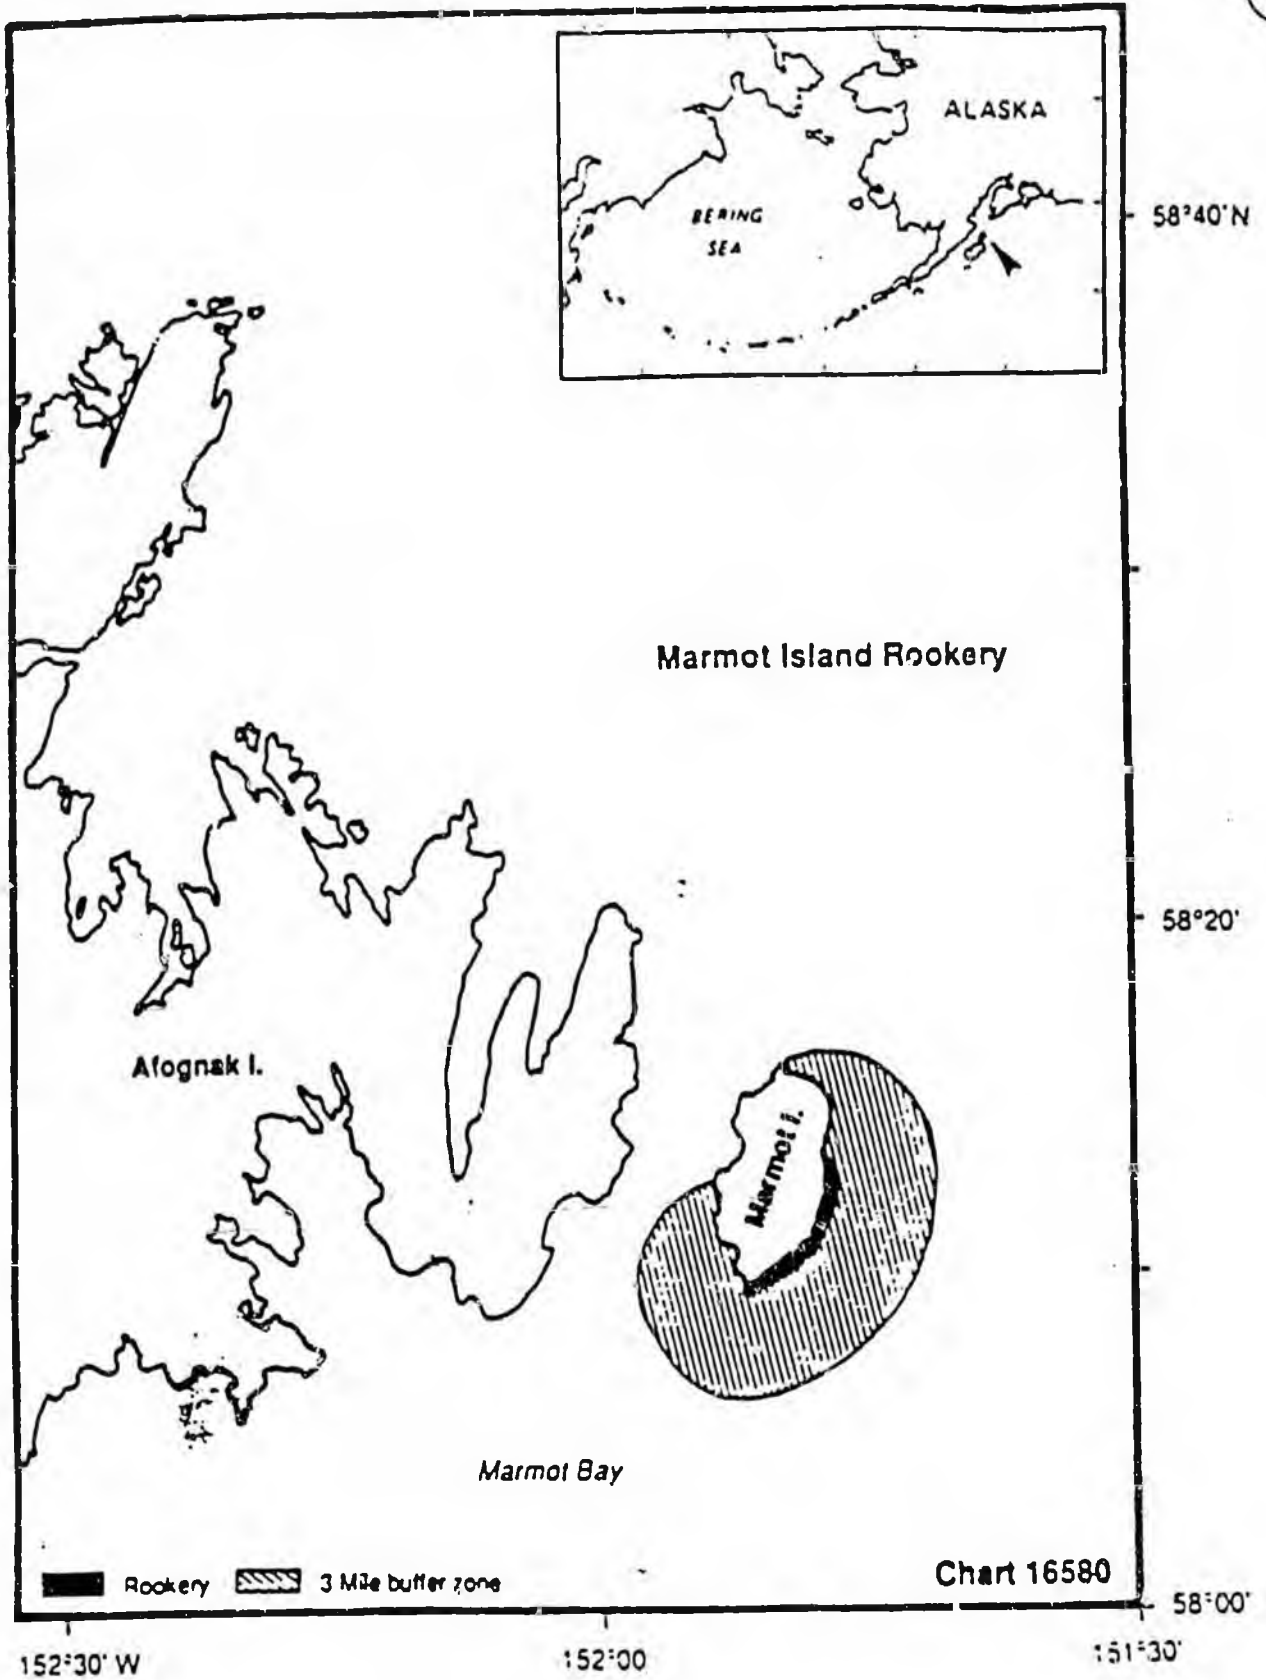 ALASKA
BERING
SEA
58°40'N
Marmot Island Rookery
58°20'
Afognak I.
Marmot I.
Marmot Bay
Rookery
3 Mile buffer zone
Chart 16580
58°00'
152°30' W
152°00
151°30'